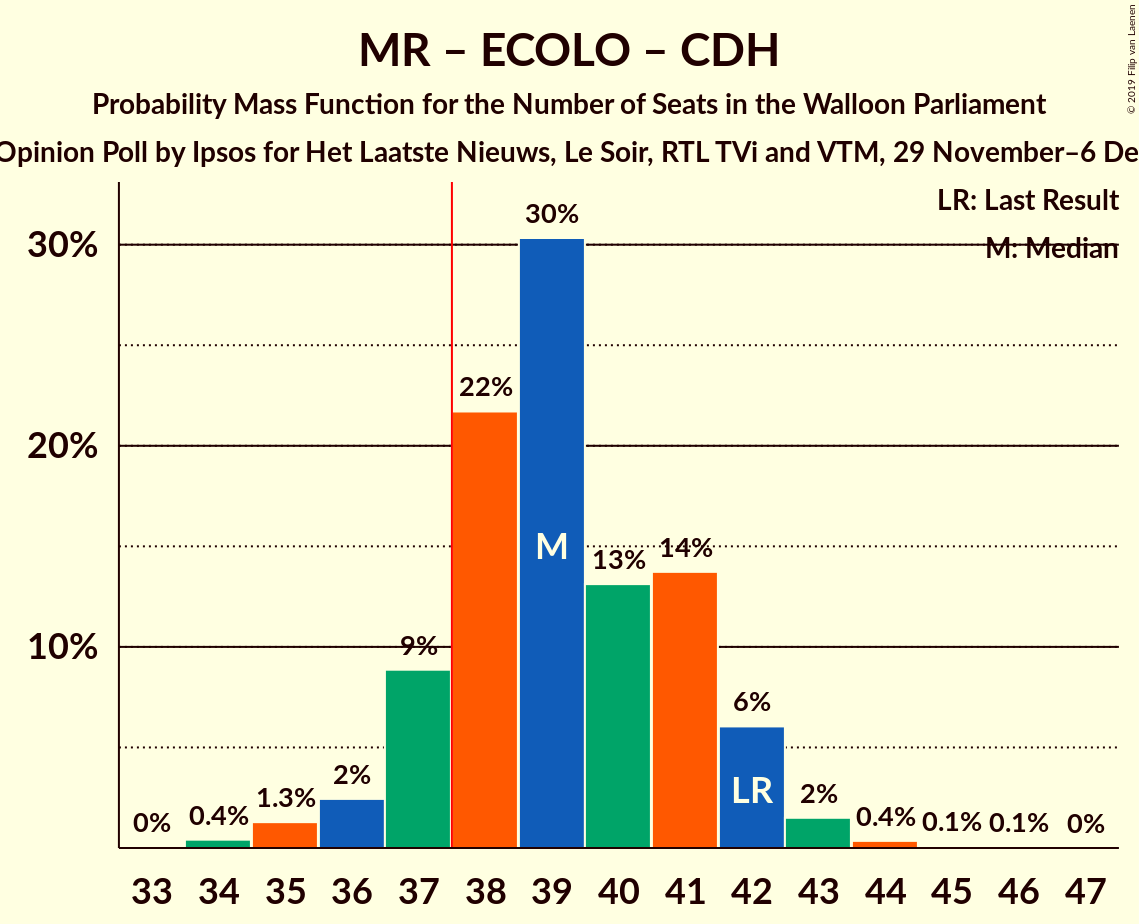 MR – ECOLO – CDH
Probability Mass Function for the Number of Seats in the Walloon Parliament
Opinion Poll by Ipsos for Het Laatste Nieuws, Le Soir, RTL TVi and VTM, 29 November–6 De
© 2019 Filip van Laenen
LR: Last Result
M: Median
30%
20%
10%
0%
0.4%
1.3%
2%
9%
22%
30%
13%
14%
6%
2%
0.4%
0.1%
0.1%
0%
M
LR
33 34 35 36 37 38 39 40 41 42 43 44 45 46 47